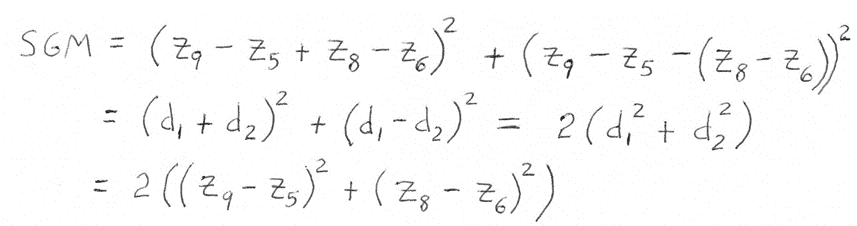 SGM = (z₉ − z₅ + z₈ − z₆)² + (z₉ − z₅ − (z₈ − z₆))²
= (d₁ + d₂)² + (d₁ − d₂)² = 2(d₁² + d₂²)
= 2((z₉ − z₅)² + (z₈ − z₆)²)